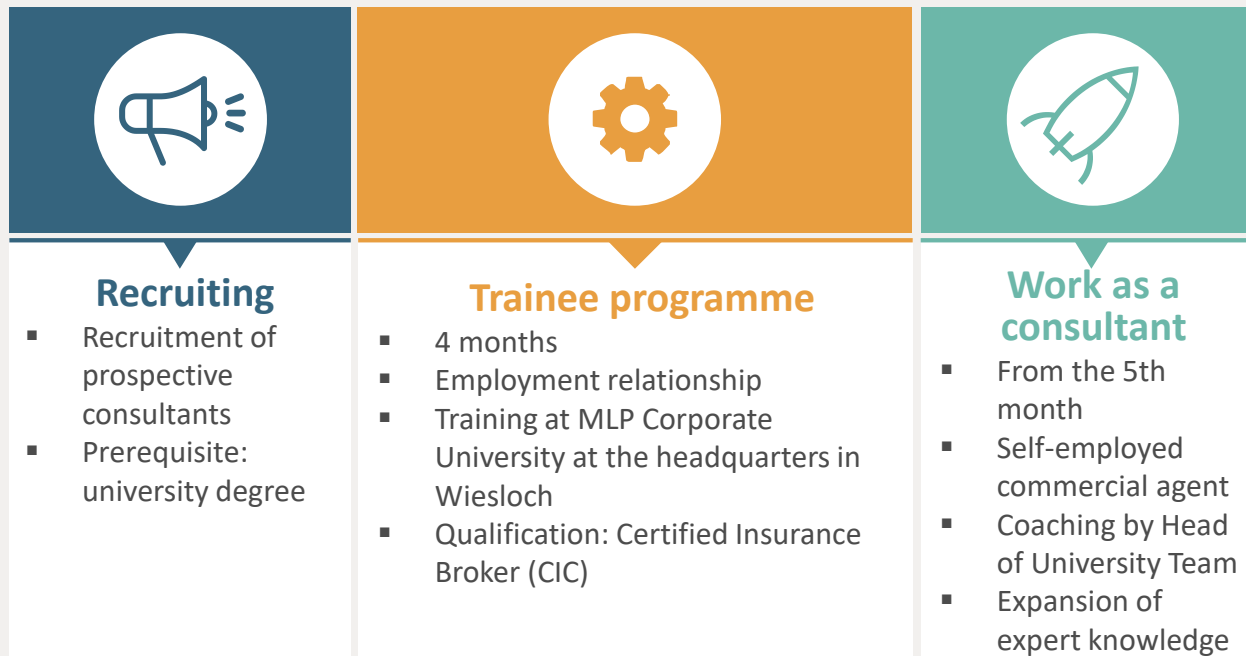 Recruiting
▪ Recruitment of
prospective
consultants
▪ Prerequisite:
university degree
Trainee programme
▪ 4 months
▪ Employment relationship
▪ Training at MLP Corporate
University at the headquarters in
Wiesloch
▪ Qualification: Certified Insurance
Broker (CIC)
Work as a
consultant
▪ From the 5th
month
▪ Self-employed
commercial agent
▪ Coaching by Head
of University Team
▪ Expansion of
expert knowledge